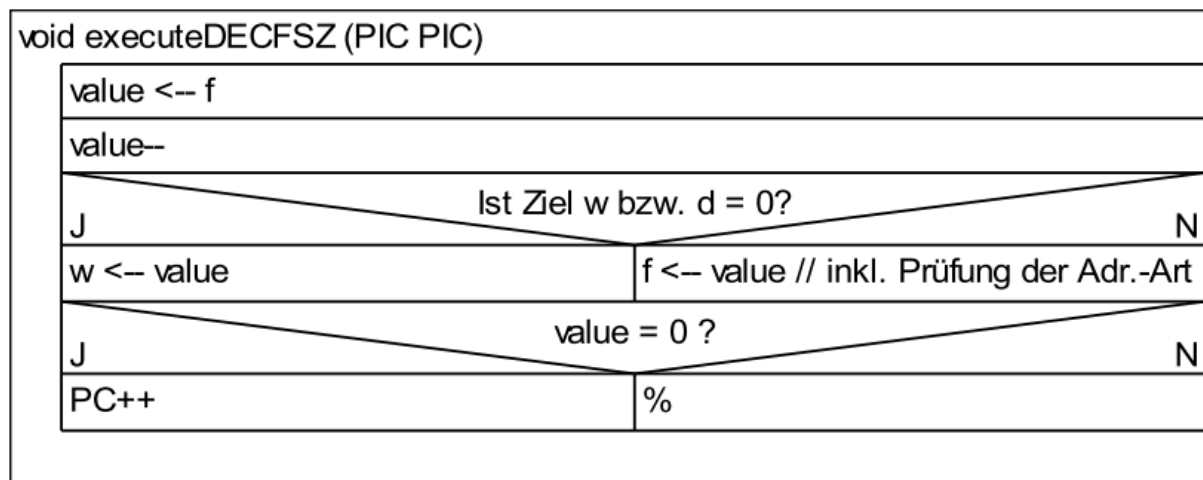 void executeDECFSZ (PIC PIC)
value <-- f
value--
Ist Ziel w bzw. d = 0?
J
N
w <-- value
f <-- value // inkl. Prüfung der Adr.-Art
value = 0 ?
J
N
PC++
%